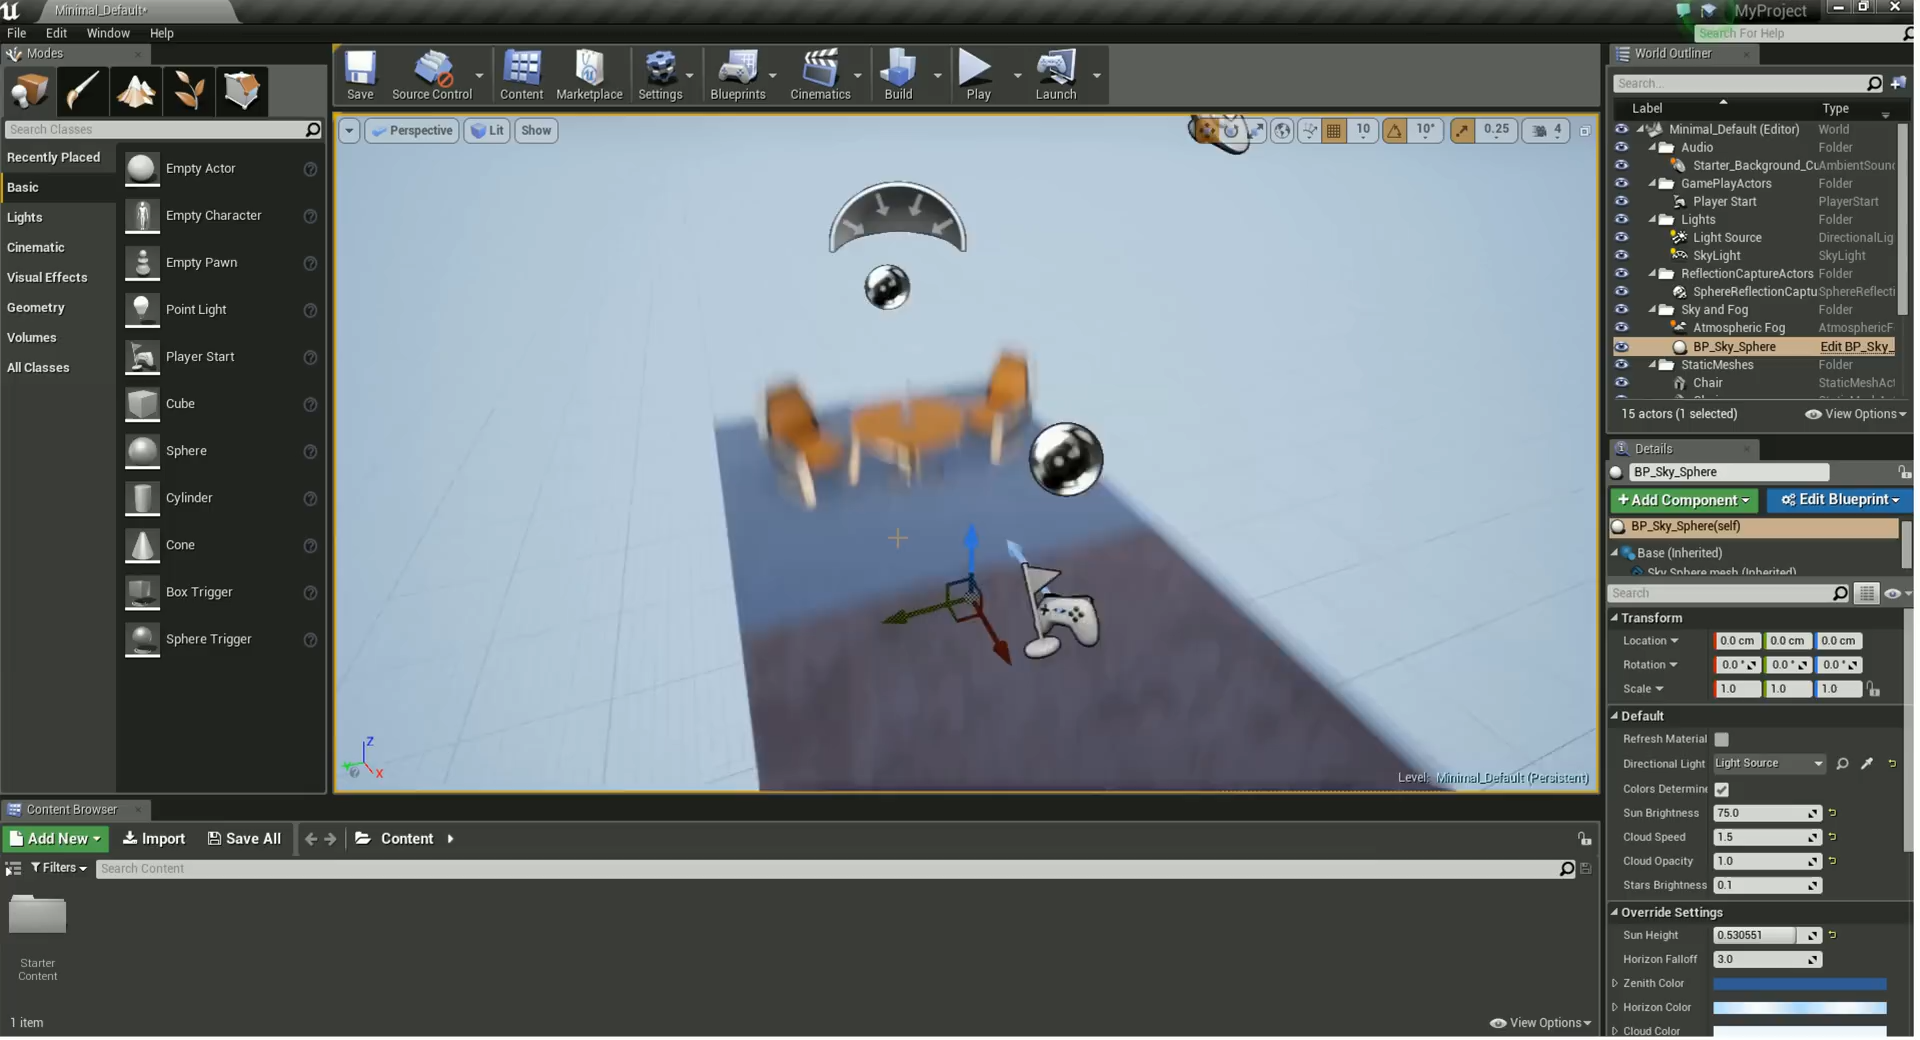 Minimal_Default*
MyProject
File Edit Window Help
Search For Help
Modes
Save
Source Control
Content
Marketplace
Settings
Blueprints
Cinematics
Build
Play
Launch
Search Classes
Recently Placed
Basic
Lights
Cinematic
Visual Effects
Geometry
Volumes
All Classes
Empty Actor
Empty Character
Empty Pawn
Point Light
Player Start
Cube
Sphere
Cylinder
Cone
Box Trigger
Sphere Trigger
Perspective
Lit
Show
10
10°
0.25
4
Z
X
Level: Minimal_Default (Persistent)
World Outliner
Search...
Label Type
Minimal_Default (Editor) World
Audio Folder
Starter_Background_Cu AmbientSoun
GamePlayActors Folder
Player Start PlayerStart
Lights Folder
Light Source DirectionalLig
SkyLight SkyLight
ReflectionCaptureActors Folder
SphereReflectionCaptu SphereReflecti
Sky and Fog Folder
Atmospheric Fog AtmosphericF
BP_Sky_Sphere Edit BP_Sky_
StaticMeshes Folder
Chair StaticMeshAct
15 actors (1 selected) View Options
Details
BP_Sky_Sphere
+ Add Component Edit Blueprint
BP_Sky_Sphere(self)
Base (Inherited)
Sky Sphere mesh (Inherited)
Search
Transform
Location 0.0 cm 0.0 cm 0.0 cm
Rotation 0.0 ° 0.0 ° 0.0 °
Scale 1.0 1.0 1.0
Default
Refresh Material
Directional Light Light Source
Colors Determine
Sun Brightness 75.0
Cloud Speed 1.5
Cloud Opacity 1.0
Stars Brightness 0.1
Override Settings
Sun Height 0.530551
Horizon Falloff 3.0
Zenith Color
Horizon Color
Cloud Color
Content Browser
Add New Import Save All Content
Filters Search Content
Starter
Content
1 item
View Options